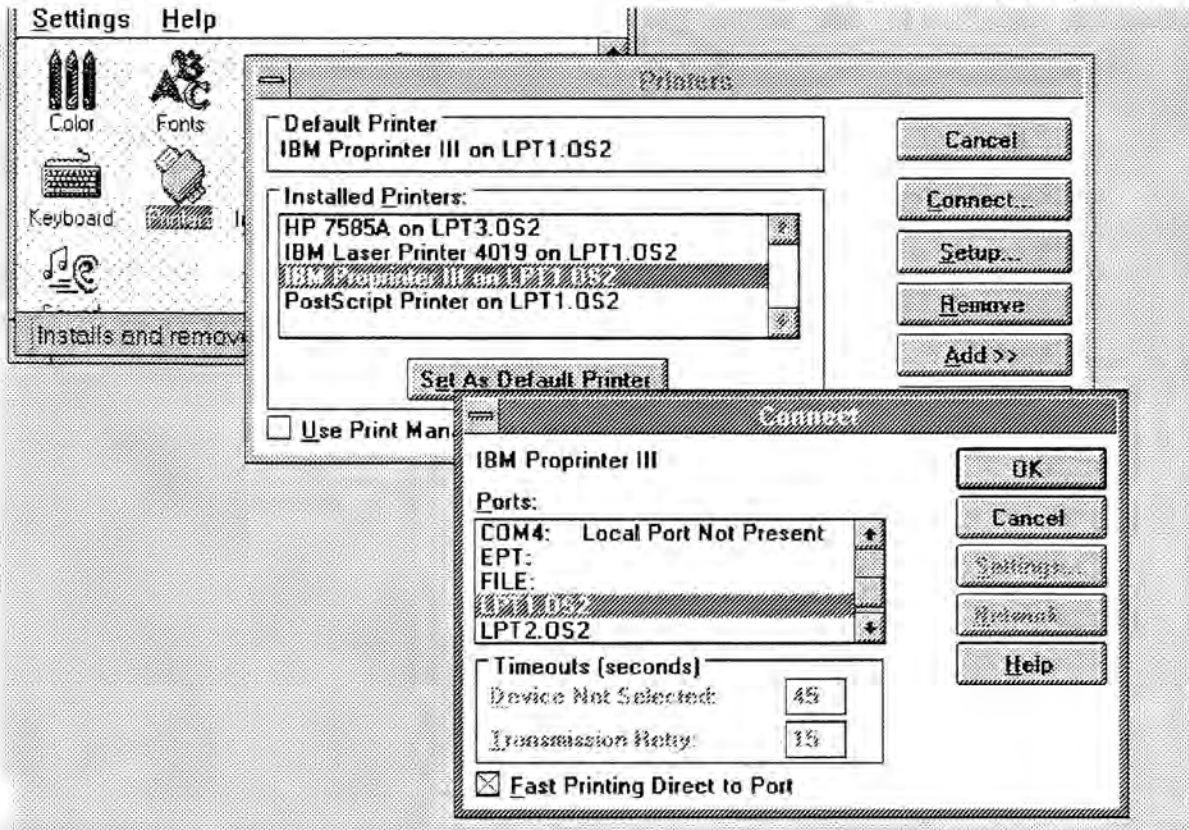 Settings Help
Color Fonts
Keyboard Printers
Installs and remov
Printers
Default Printer
IBM Proprinter III on LPT1.OS2
Installed Printers:
HP 7585A on LPT3.OS2
IBM Laser Printer 4019 on LPT1.OS2
IBM Proprinter III on LPT1.OS2
PostScript Printer on LPT1.OS2
Set As Default Printer
Use Print Man
Cancel
Connect...
Setup...
Remove
Add >>
Connect
IBM Proprinter III
Ports:
COM4: Local Port Not Present
EPT:
FILE:
LPT1.OS2
LPT2.OS2
Timeouts (seconds)
Device Not Selected: 45
Transmission Retry: 15
Fast Printing Direct to Port
OK
Cancel
Settings...
Network...
Help